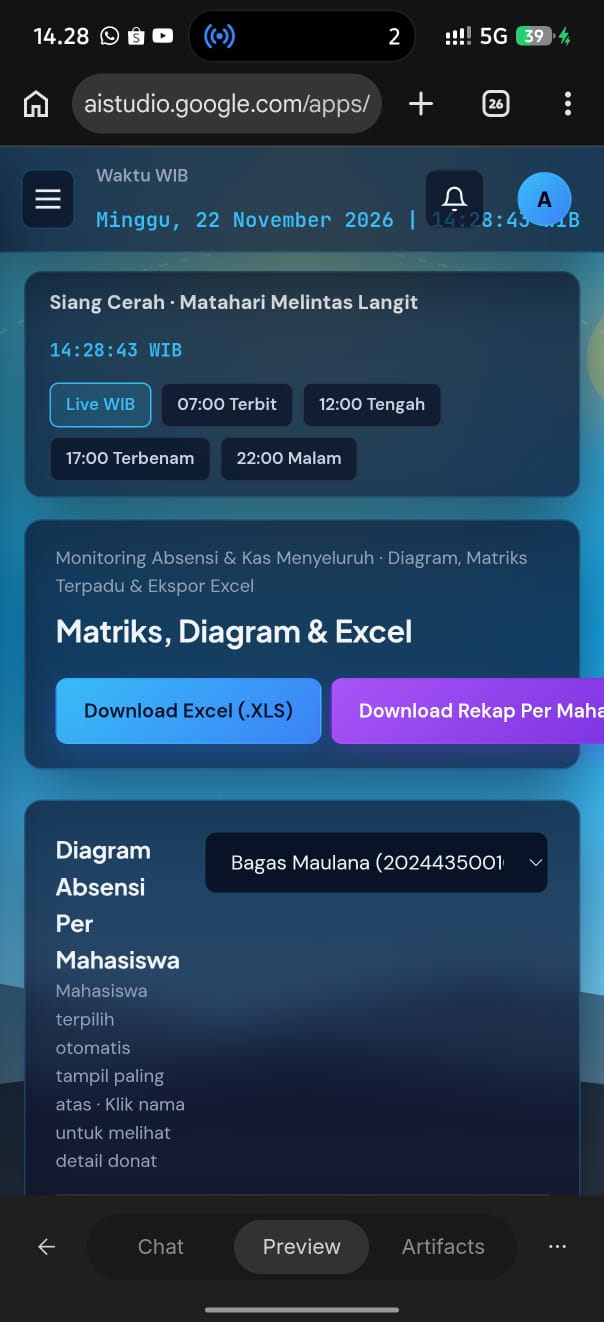 14.28
2
5G
39
aistudio.google.com/apps/
26
Waktu WIB
Minggu, 22 November 2026 | 14:28:43 WIB
A
Siang Cerah · Matahari Melintas Langit
14:28:43 WIB
Live WIB
07:00 Terbit
12:00 Tengah
17:00 Terbenam
22:00 Malam
Monitoring Absensi & Kas Menyeluruh · Diagram, Matriks
Terpadu & Ekspor Excel
Matriks, Diagram & Excel
Download Excel (.XLS)
Download Rekap Per Maha
Diagram
Absensi
Per
Mahasiswa
Bagas Maulana (2024435001
Mahasiswa
terpilih
otomatis
tampil paling
atas · Klik nama
untuk melihat
detail donat
Chat
Preview
Artifacts